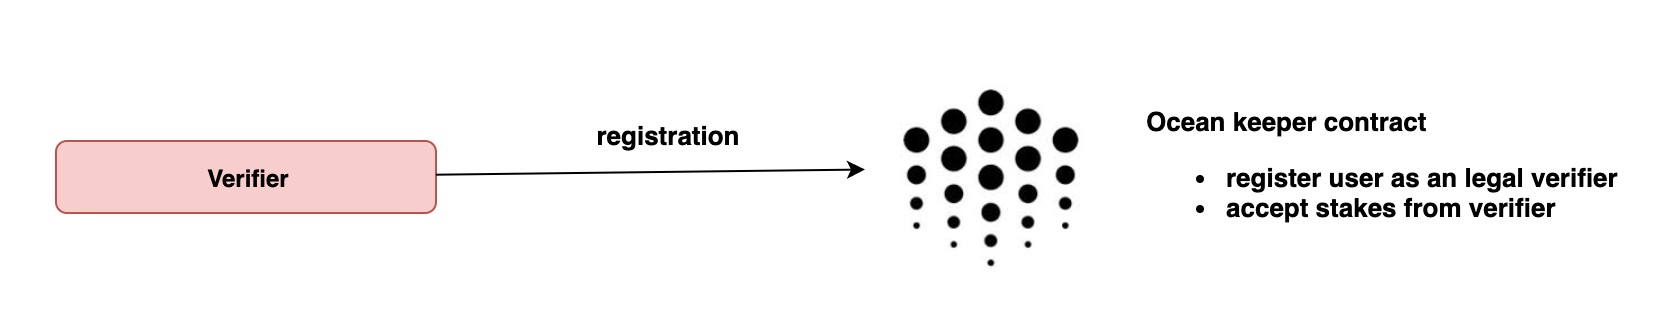 Verifier
registration
Ocean keeper contract
• register user as an legal verifier
• accept stakes from verifier